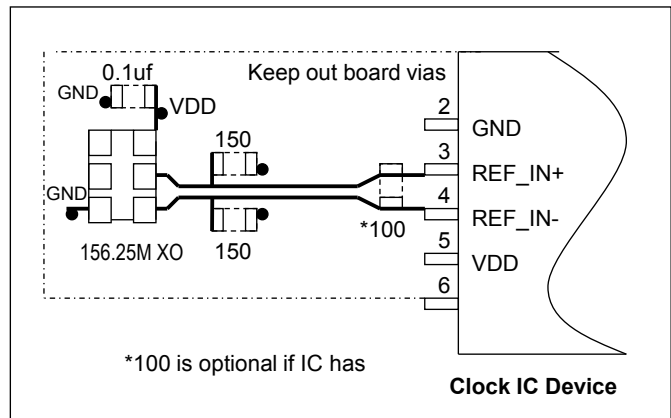 0.1uf
Keep out board vias
GND
VDD
2
GND
150
3
REF_IN+
GND
4
REF_IN-
*100
156.25M XO
150
5
VDD
6
*100 is optional if IC has
Clock IC Device